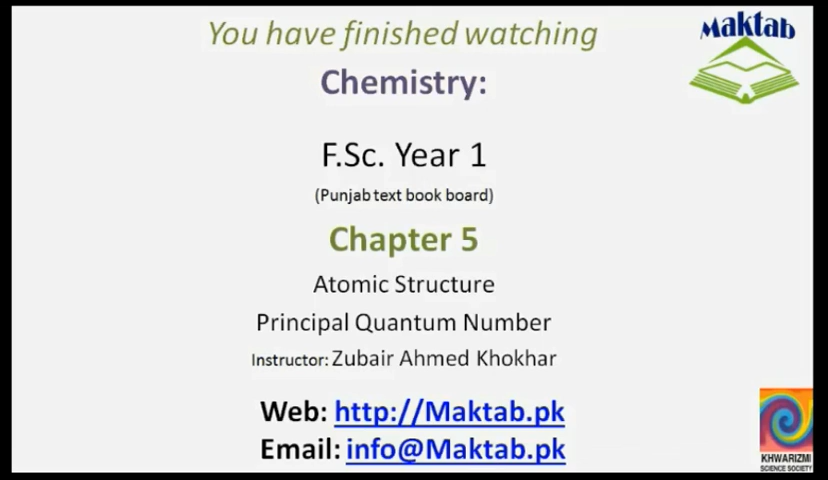 You have finished watching
Maktab
Chemistry:
F.Sc. Year 1
(Punjab text book board)
Chapter 5
Atomic Structure
Principal Quantum Number
Instructor: Zubair Ahmed Khokhar
Web: http://Maktab.pk
Email: info@Maktab.pk
KHWARIZMI
SCIENCE SOCIETY